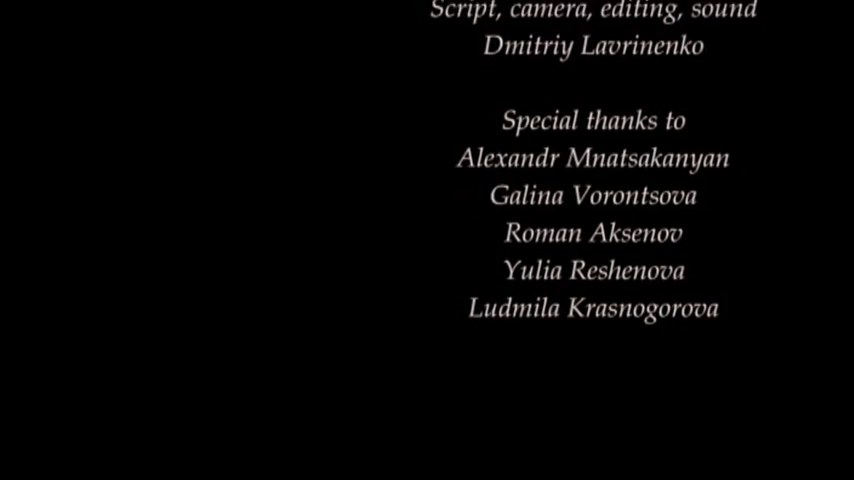 Script, camera, editing, sound
Dmitriy Lavrinenko
Special thanks to
Alexandr Mnatsakanyan
Galina Vorontsova
Roman Aksenov
Yulia Reshenova
Ludmila Krasnogorova